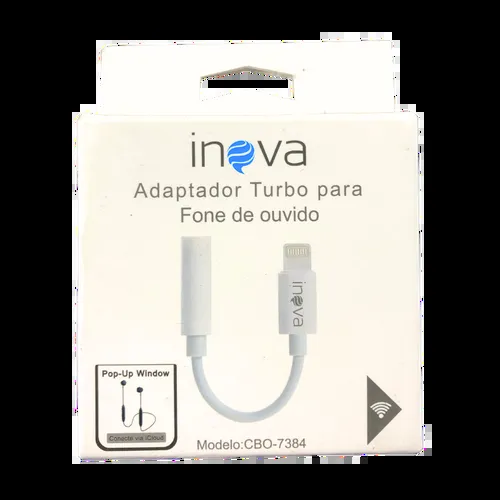 inova
Adaptador Turbo para
Fone de ouvido
inova
Pop-Up Window
Conecte via iCloud
Modelo:CBO-7384